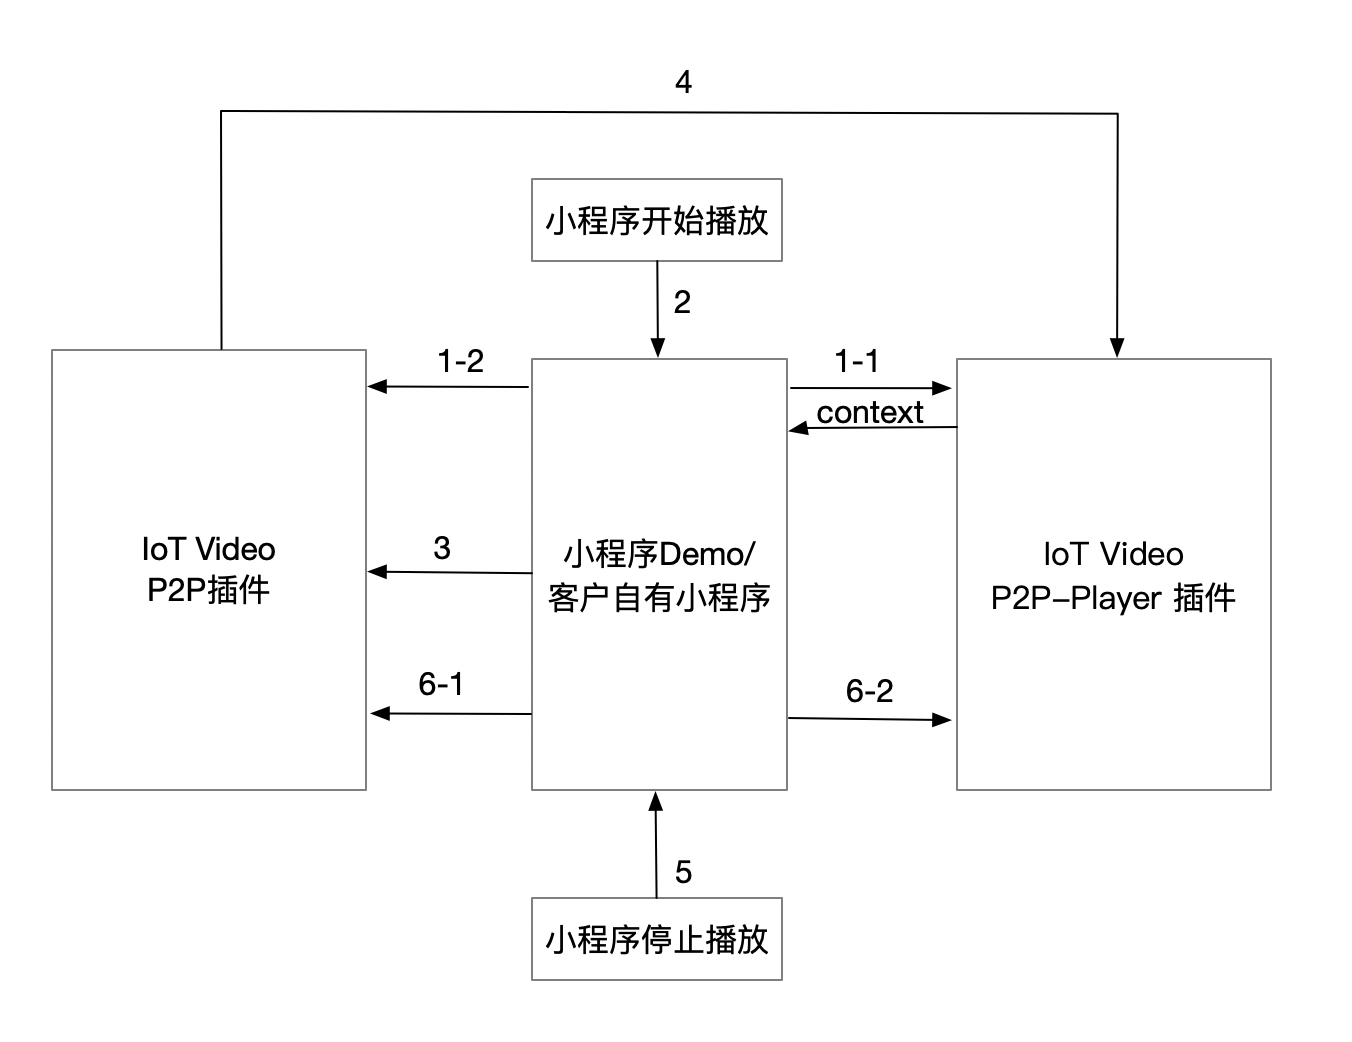 4
小程序开始播放
2
1-2
1-1
context
IoT Video
P2P插件
3
小程序Demo/
客户自有小程序
IoT Video
P2P-Player 插件
6-1
6-2
5
小程序停止播放